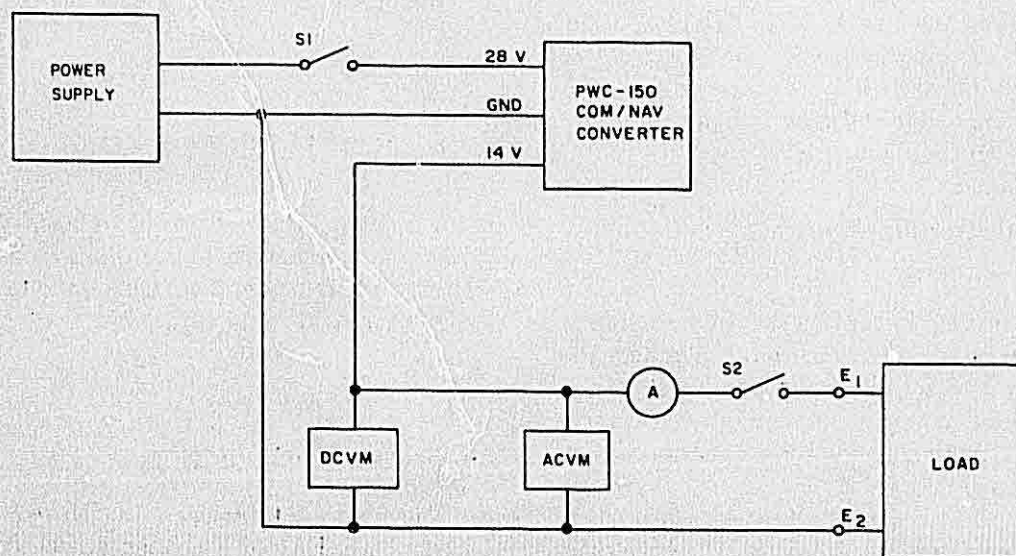 POWER
SUPPLY
S1
28 V
GND
14 V
PWC-150
COM/NAV
CONVERTER
DCVM
ACVM
A
S2
E1
E2
LOAD